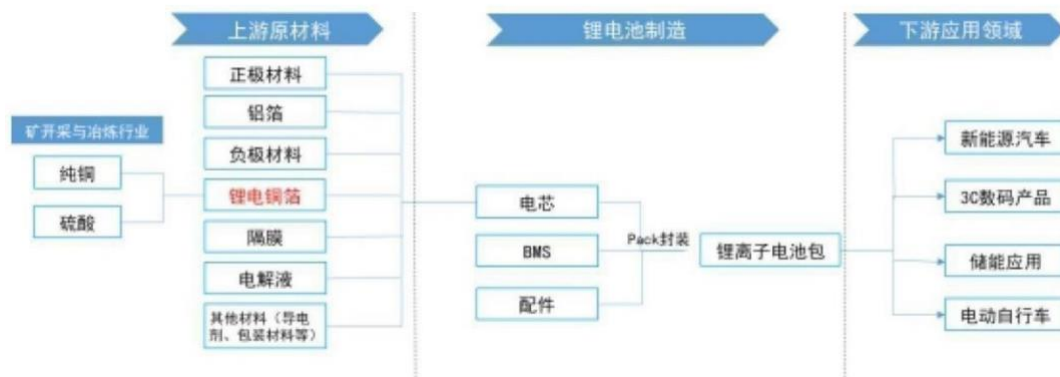 上游原材料
锂电池制造
下游应用领域
矿开采与冶炼行业
纯铜
硫酸
正极材料
铝箔
负极材料
锂电铜箔
隔膜
电解液
其他材料（导电
剂、包装材料等）
电芯
BMS
配件
Pack封装
锂离子电池包
新能源汽车
3C数码产品
储能应用
电动自行车